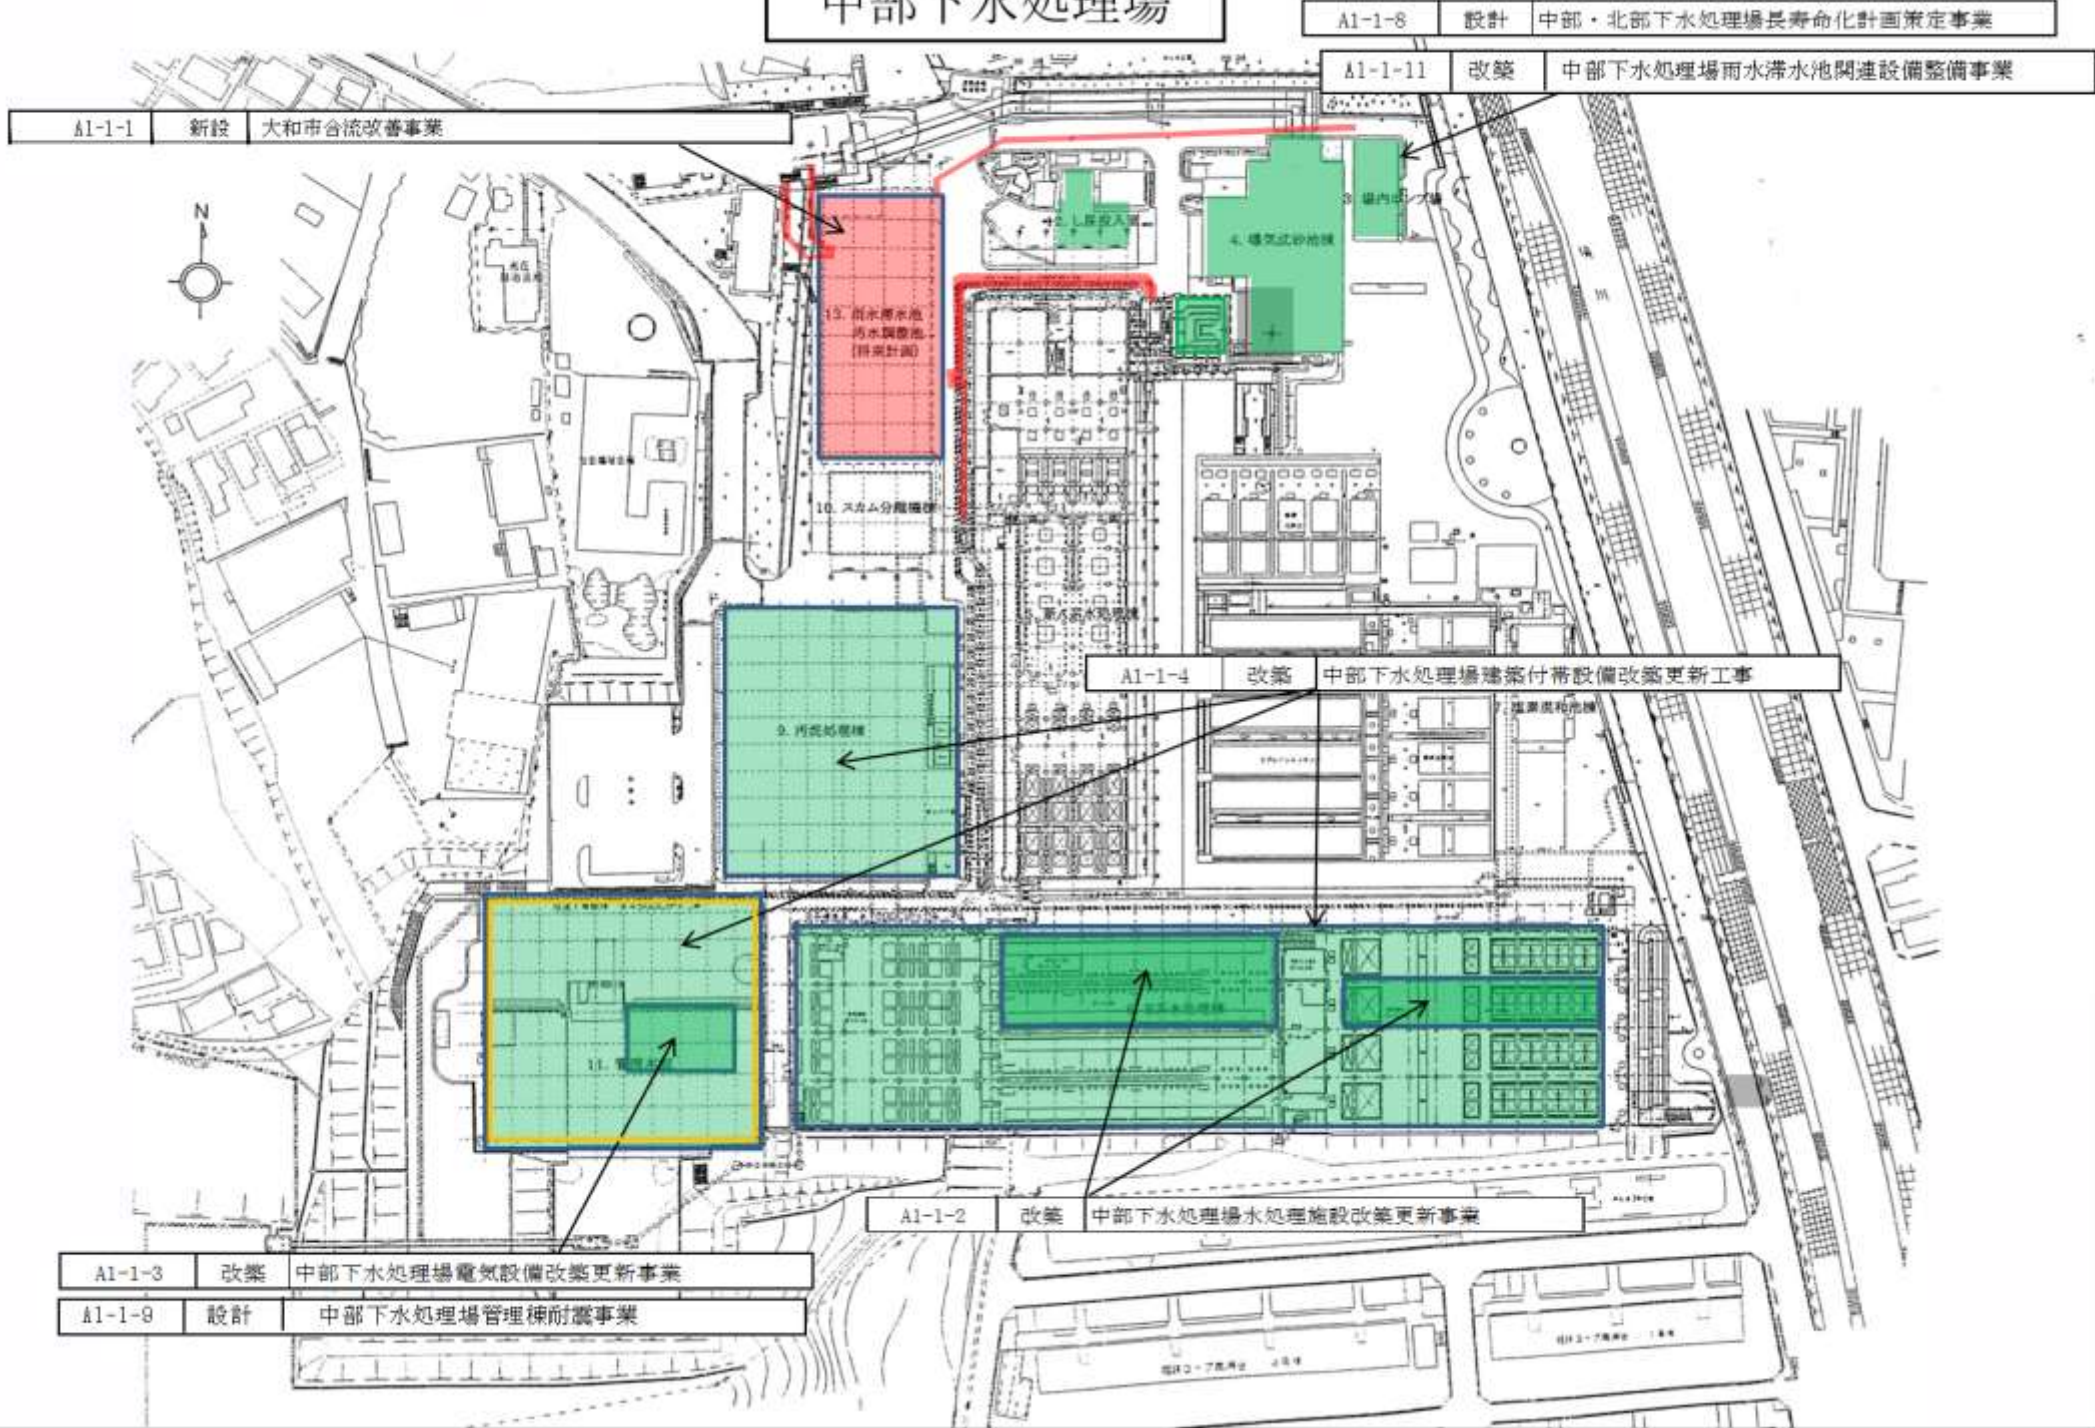 中部下水処理場
A1-1-8 設計 中部・北部下水処理場長寿命化計画策定事業
A1-1-11 改築 中部下水処理場雨水滞水池関連設備整備事業
A1-1-1 新設 大和市合流改善事業
N
3. 場内ポンプ場
4. 曝気沈砂池棟
13. 雨水滞水池
汚水調整池
(将来計画)
10. スカム分離機棟
A1-1-4 改築 中部下水処理場建築付帯設備改築更新工事
7. 塩素混和池棟
9. 汚泥処理棟
11.
A1-1-2 改築 中部下水処理場水処理施設改築更新事業
A1-1-3 改築 中部下水処理場電気設備改築更新事業
A1-1-9 設計 中部下水処理場管理棟耐震事業